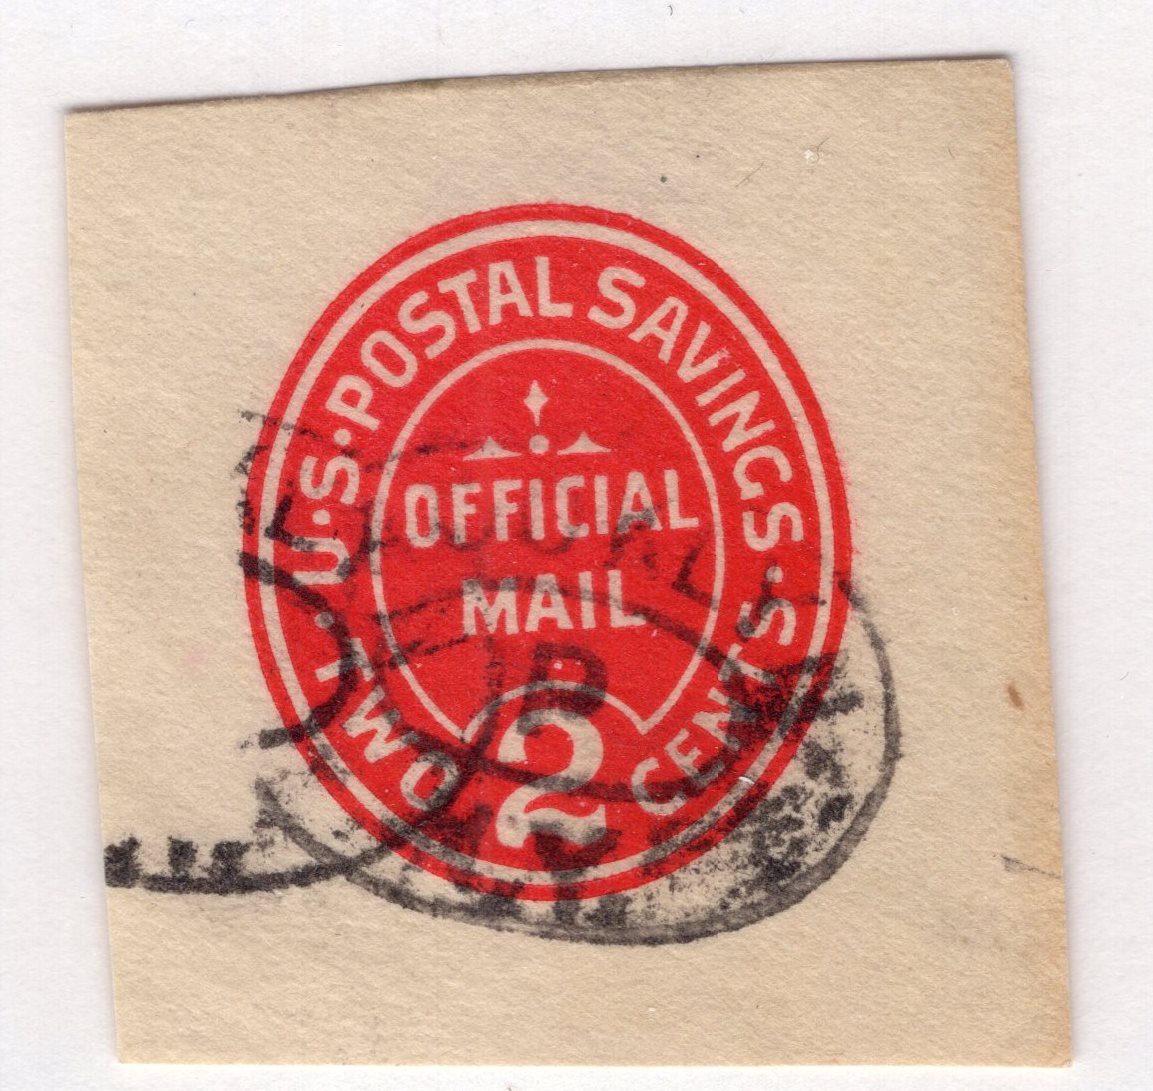 U.S. POSTAL SAVINGS.
OFFICIAL
MAIL
2
TWO CENTS